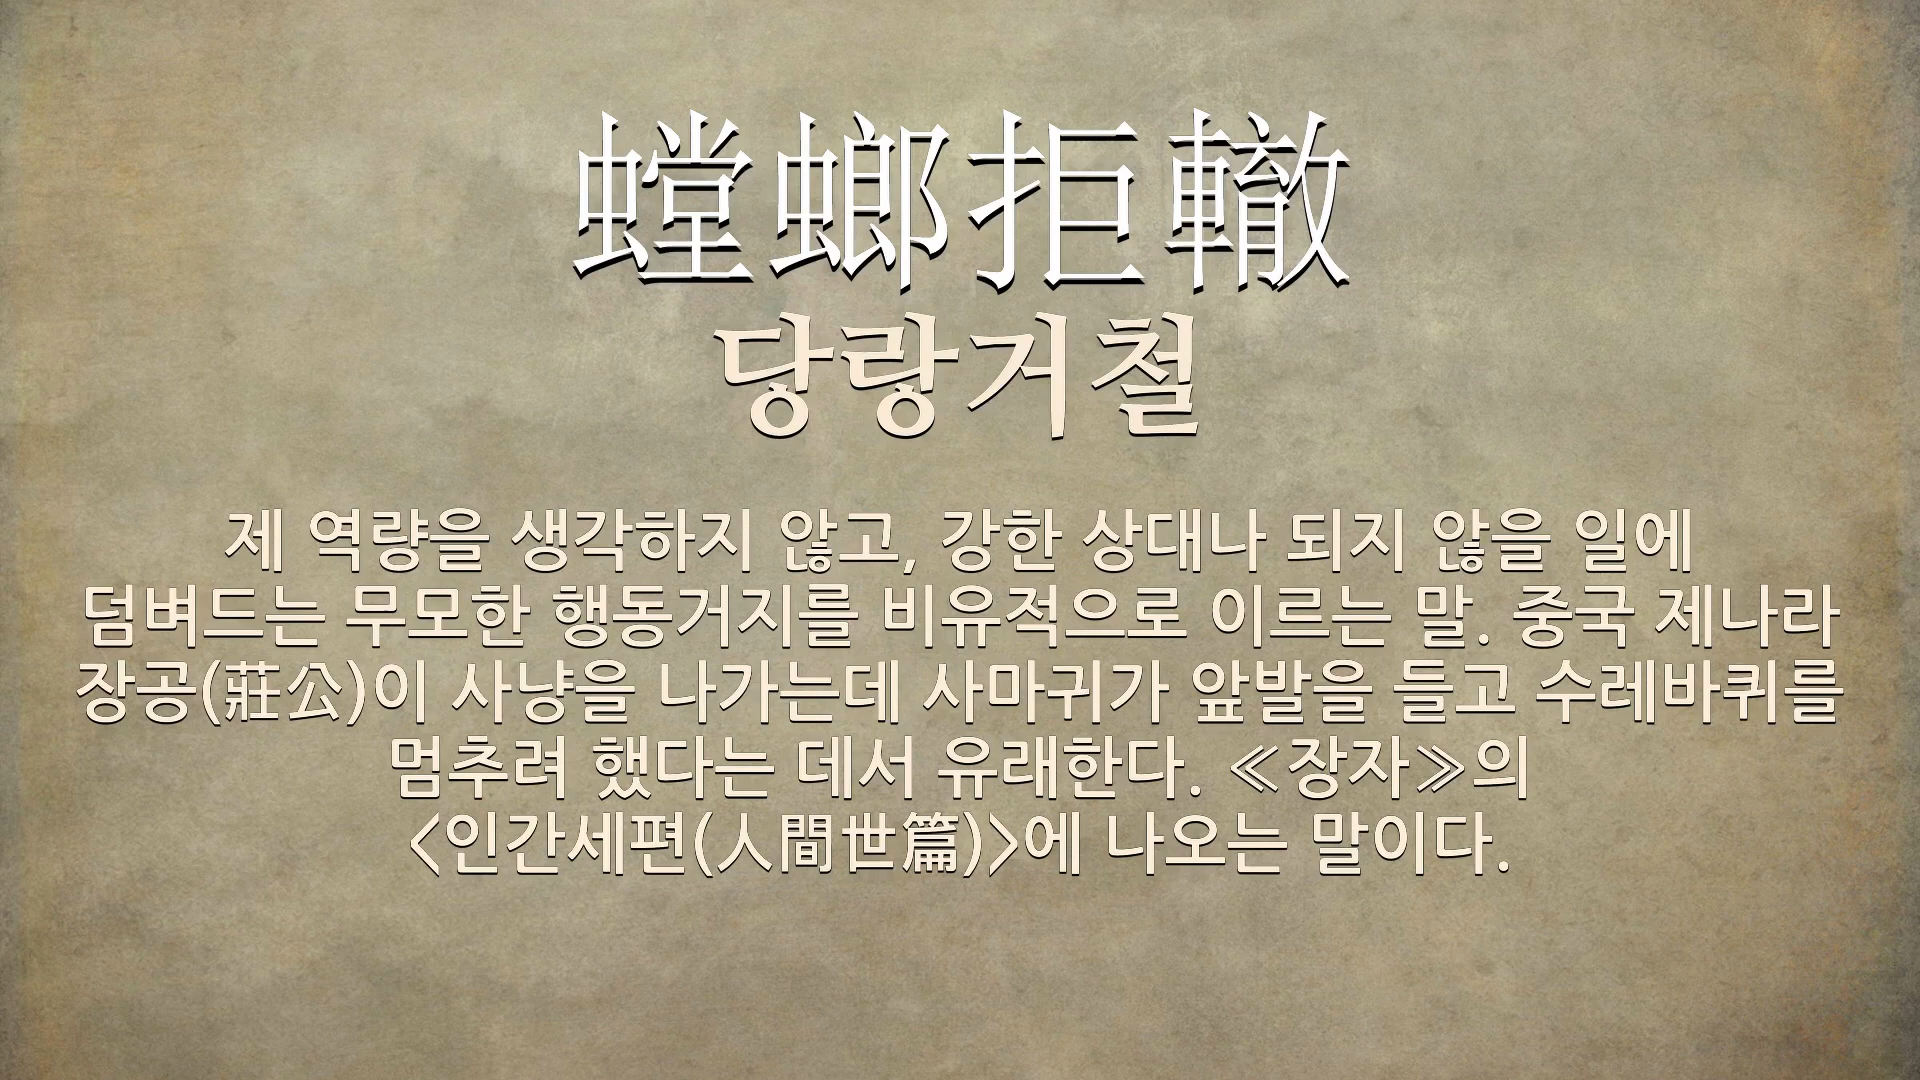 螳螂拒轍
당랑거철
제 역량을 생각하지 않고, 강한 상대나 되지 않을 일에
덤벼드는 무모한 행동거지를 비유적으로 이르는 말. 중국 제나라
장공(莊公)이 사냥을 나가는데 사마귀가 앞발을 들고 수레바퀴를
멈추려 했다는 데서 유래한다. ≪장자≫의
<인간세편(人間世篇)>에 나오는 말이다.